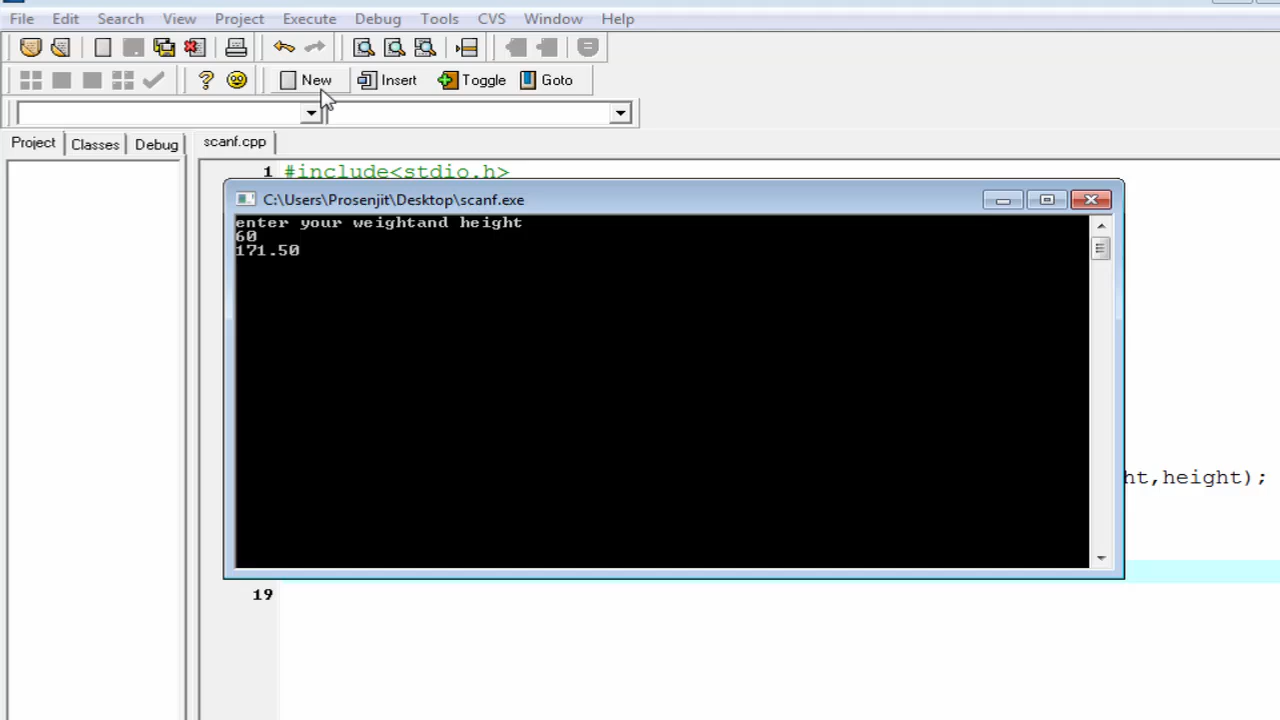 File Edit Search View Project Execute Debug Tools CVS Window Help
New Insert Toggle Goto
Project Classes Debug scanf.cpp
1 #include<stdio.h>
C:\Users\Prosenjit\Desktop\scanf.exe
enter your weightand height
60
171.50
ht,height);
19